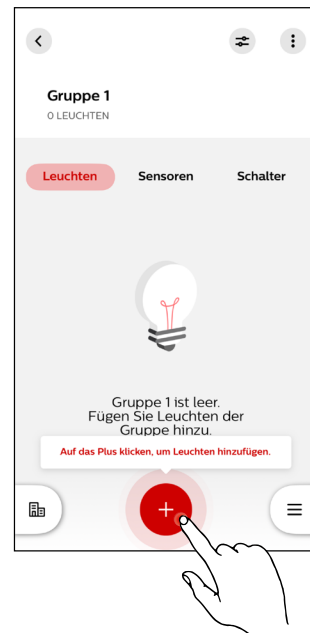 Gruppe 1
0 LEUCHTEN
Leuchten Sensoren Schalter
Gruppe 1 ist leer.
Fügen Sie Leuchten der
Gruppe hinzu.
Auf das Plus klicken, um Leuchten hinzufügen.